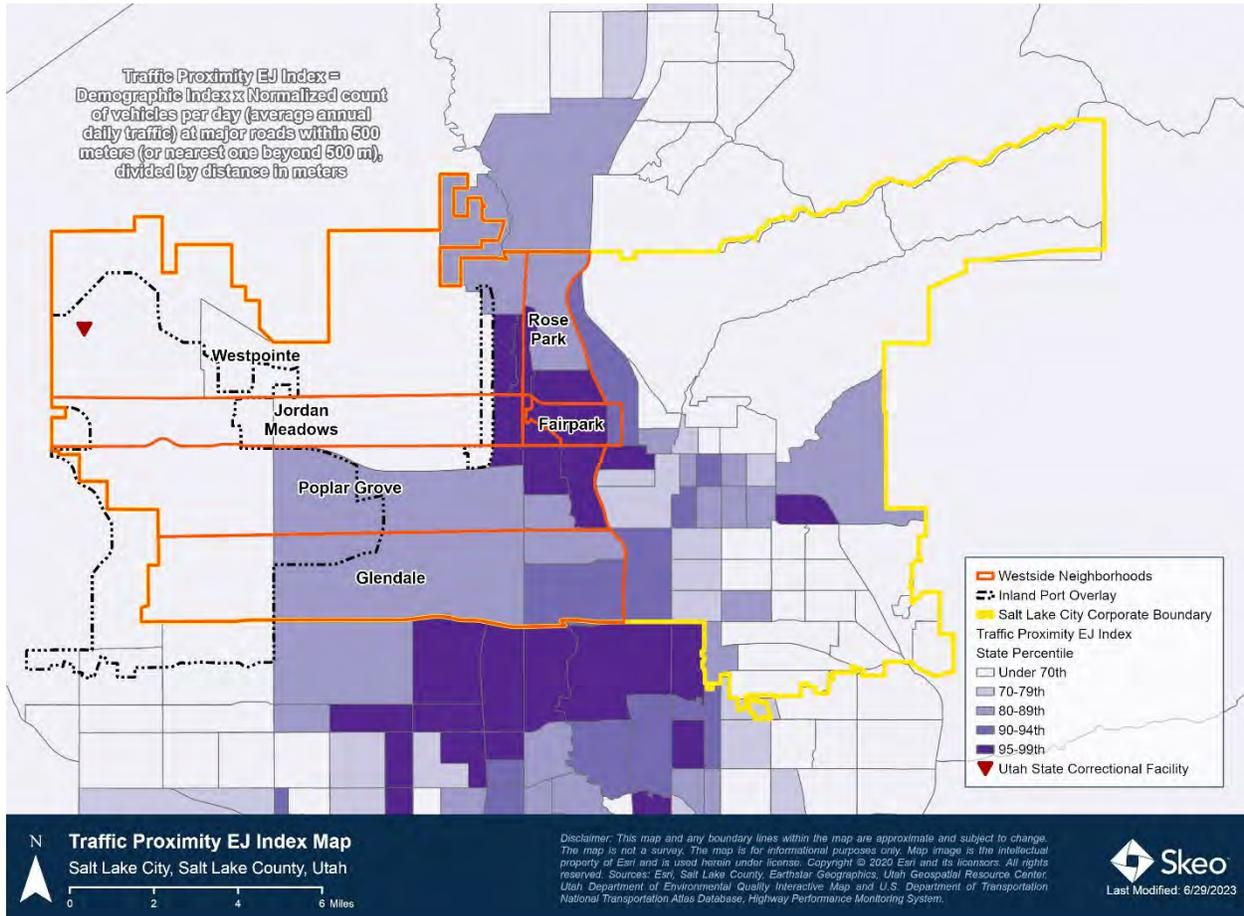 Traffic Proximity EJ Index =
Demographic Index x Normalized count
of vehicles per day (average annual
daily traffic) at major roads within 500
meters (or nearest one beyond 500 m),
divided by distance in meters
Rose
Park
Westpointe
Jordan
Meadows
Fairpark
Poplar Grove
Glendale
Westside Neighborhoods
Inland Port Overlay
Salt Lake City Corporate Boundary
Traffic Proximity EJ Index
State Percentile
Under 70th
70-79th
80-89th
90-94th
95-99th
Utah State Correctional Facility
N
Traffic Proximity EJ Index Map
Salt Lake City, Salt Lake County, Utah
0 2 4 6 Miles
Disclaimer: This map and any boundary lines within the map are approximate and subject to change.
The map is not a survey. The map is for informational purposes only. Map image is the intellectual
property of Esri and is used herein under license. Copyright © 2020 Esri and its licensors. All rights
reserved. Sources: Esri, Salt Lake County, Earthstar Geographics, Utah Geospatial Resource Center,
Utah Department of Environmental Quality Interactive Map and U.S. Department of Transportation
National Transportation Atlas Database, Highway Performance Monitoring System.
Skeo
Last Modified: 6/29/2023